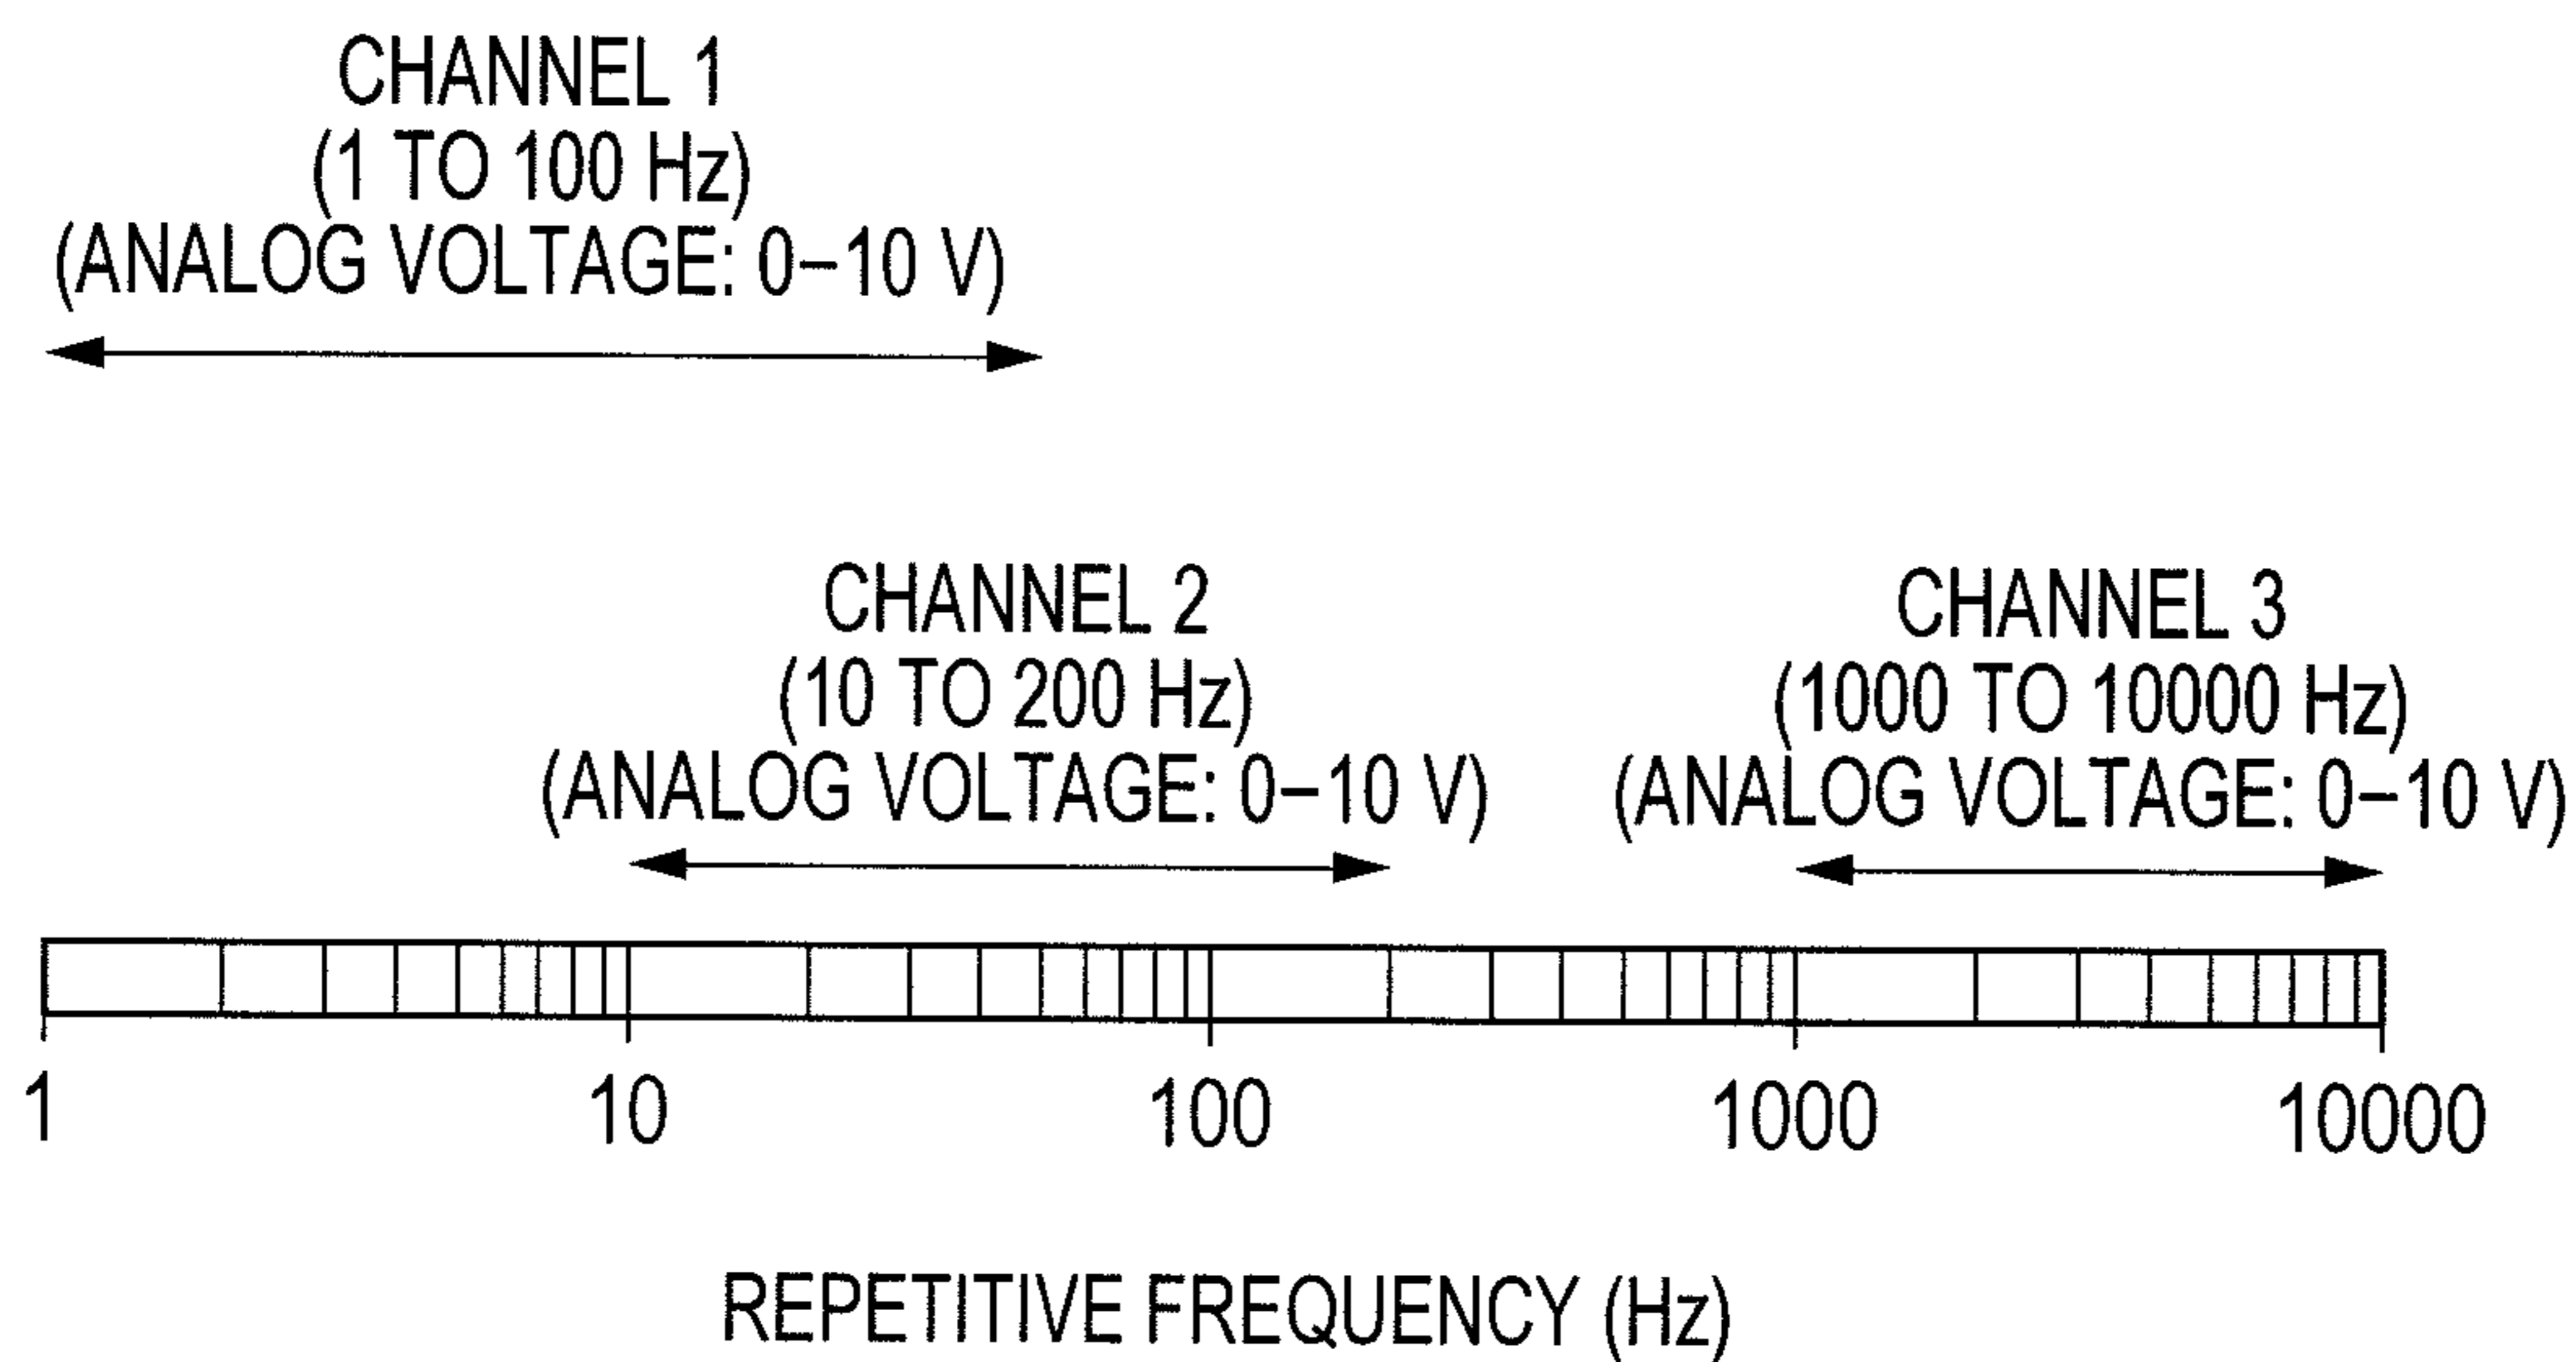 CHANNEL 1
(1 TO 100 Hz)
(ANALOG VOLTAGE: 0–10 V)
CHANNEL 2
(10 TO 200 Hz)
(ANALOG VOLTAGE: 0–10 V)
CHANNEL 3
(1000 TO 10000 Hz)
(ANALOG VOLTAGE: 0–10 V)
1 10 100 1000 10000
REPETITIVE FREQUENCY (Hz)